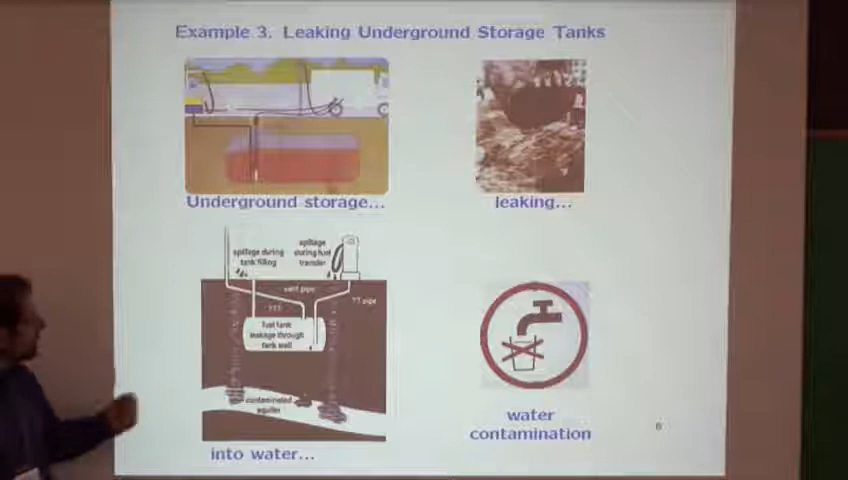 Example 3. Leaking Underground Storage Tanks
Underground storage...
leaking...
spillage during
tank filling
spillage
during fuel
transfer
vent pipe
??? 
?? pipe
fuel tank
leakage through
tank wall
contaminated
aquifer
into water...
water
contamination
6